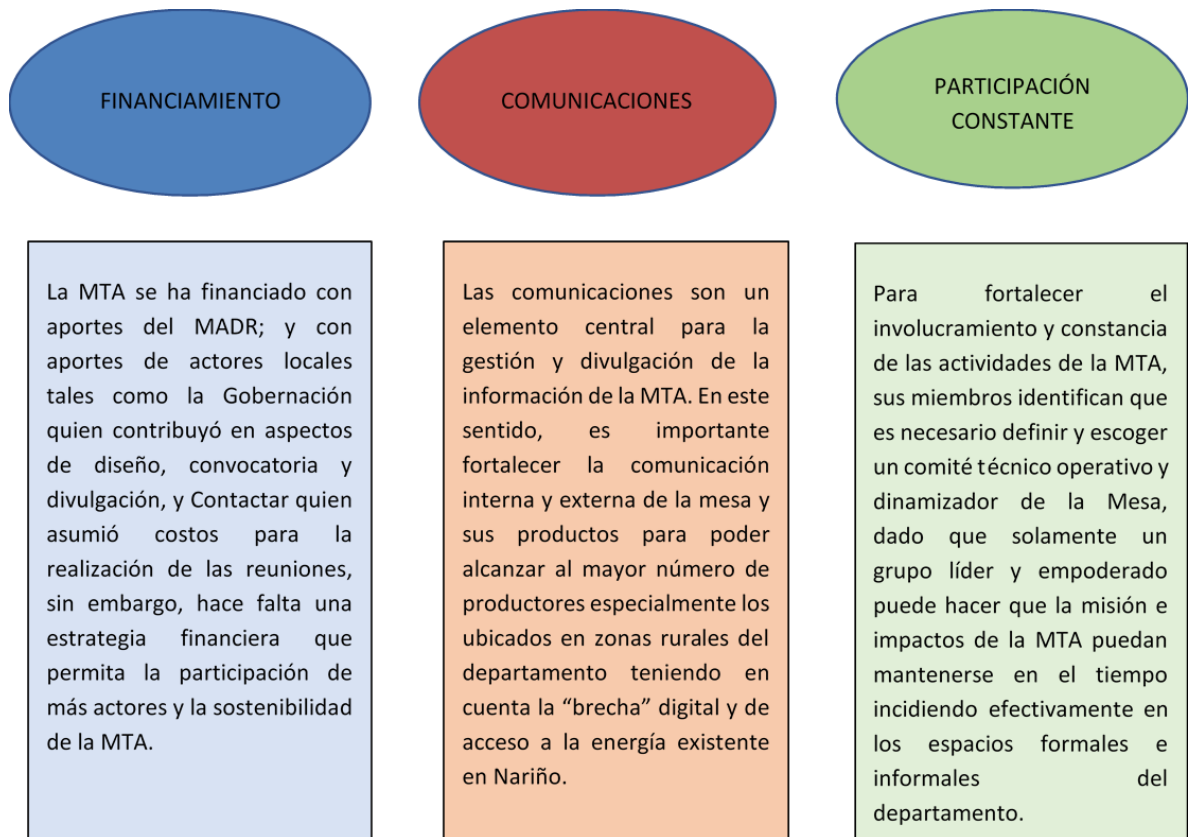 FINANCIAMIENTO
COMUNICACIONES
PARTICIPACIÓN
CONSTANTE
La MTA se ha financiado con
aportes del MADR; y con
aportes de actores locales
tales como la Gobernación
quien contribuyó en aspectos
de diseño, convocatoria y
divulgación, y Contactar quien
asumió costos para la
realización de las reuniones,
sin embargo, hace falta una
estrategia financiera que
permita la participación de
más actores y la sostenibilidad
de la MTA.
Las comunicaciones son un
elemento central para la
gestión y divulgación de la
información de la MTA. En este
sentido, es importante
fortalecer la comunicación
interna y externa de la mesa y
sus productos para poder
alcanzar al mayor número de
productores especialmente los
ubicados en zonas rurales del
departamento teniendo en
cuenta la “brecha” digital y de
acceso a la energía existente
en Nariño.
Para fortalecer el
involucramiento y constancia
de las actividades de la MTA,
sus miembros identifican que
es necesario definir y escoger
un comité técnico operativo y
dinamizador de la Mesa,
dado que solamente un
grupo líder y empoderado
puede hacer que la misión e
impactos de la MTA puedan
mantenerse en el tiempo
incidiendo efectivamente en
los espacios formales e
informales del
departamento.